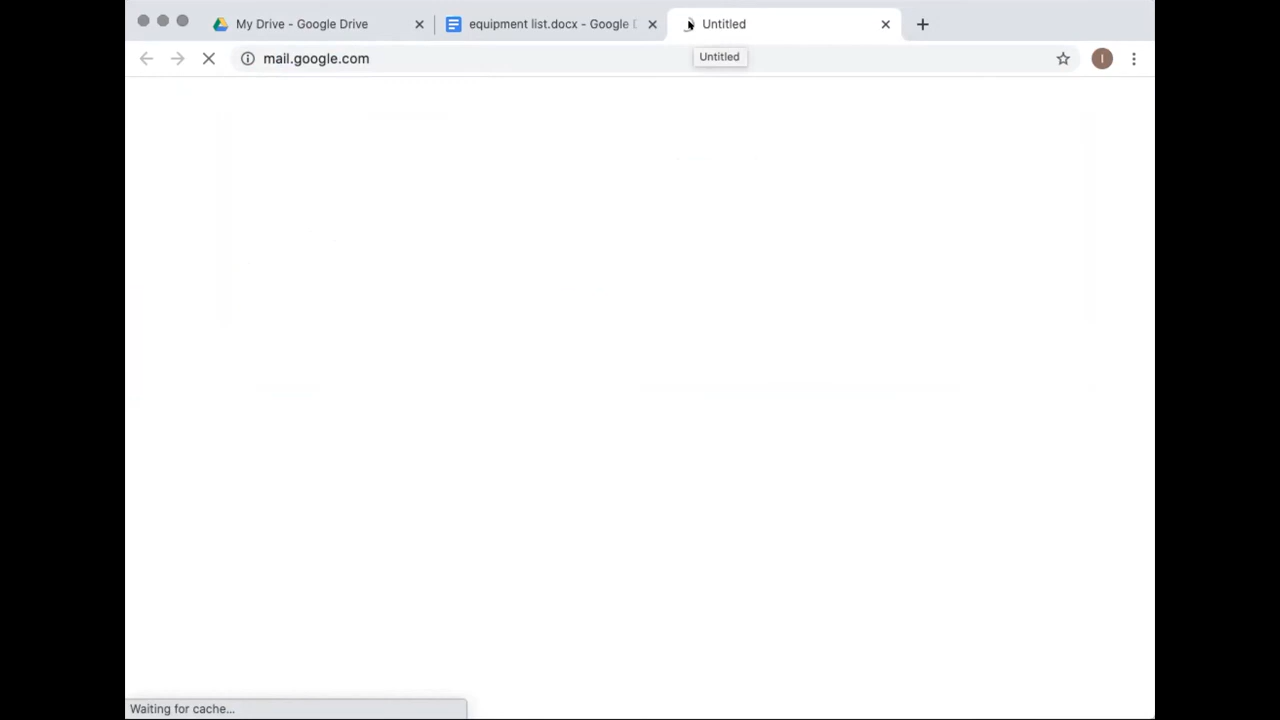 My Drive - Google Drive
equipment list.docx - Google
Untitled
mail.google.com
Untitled
I
Waiting for cache...